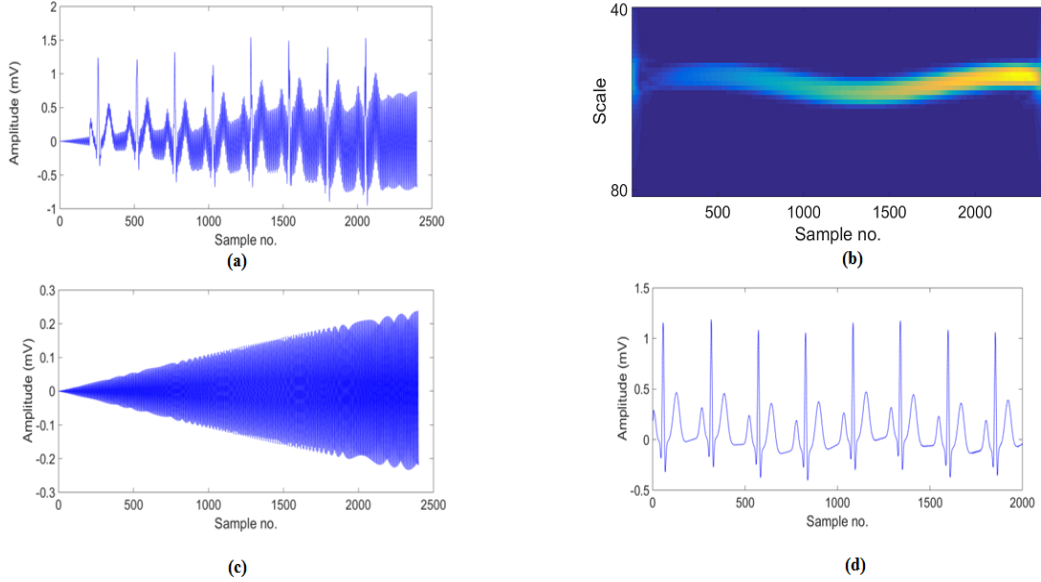 2
1.5
1
0.5
0
-0.5
-1
Amplitude (mV)
0 500 1000 1500 2000 2500
Sample no.
(a)
40
Scale
80
500 1000 1500 2000
Sample no.
(b)
0.3
0.2
0.1
0
-0.1
-0.2
-0.3
Amplitude (mV)
0 500 1000 1500 2000 2500
Sample no.
(c)
1.5
1
0.5
0
-0.5
Amplitude (mV)
0 500 1000 1500 2000
Sample no.
(d)